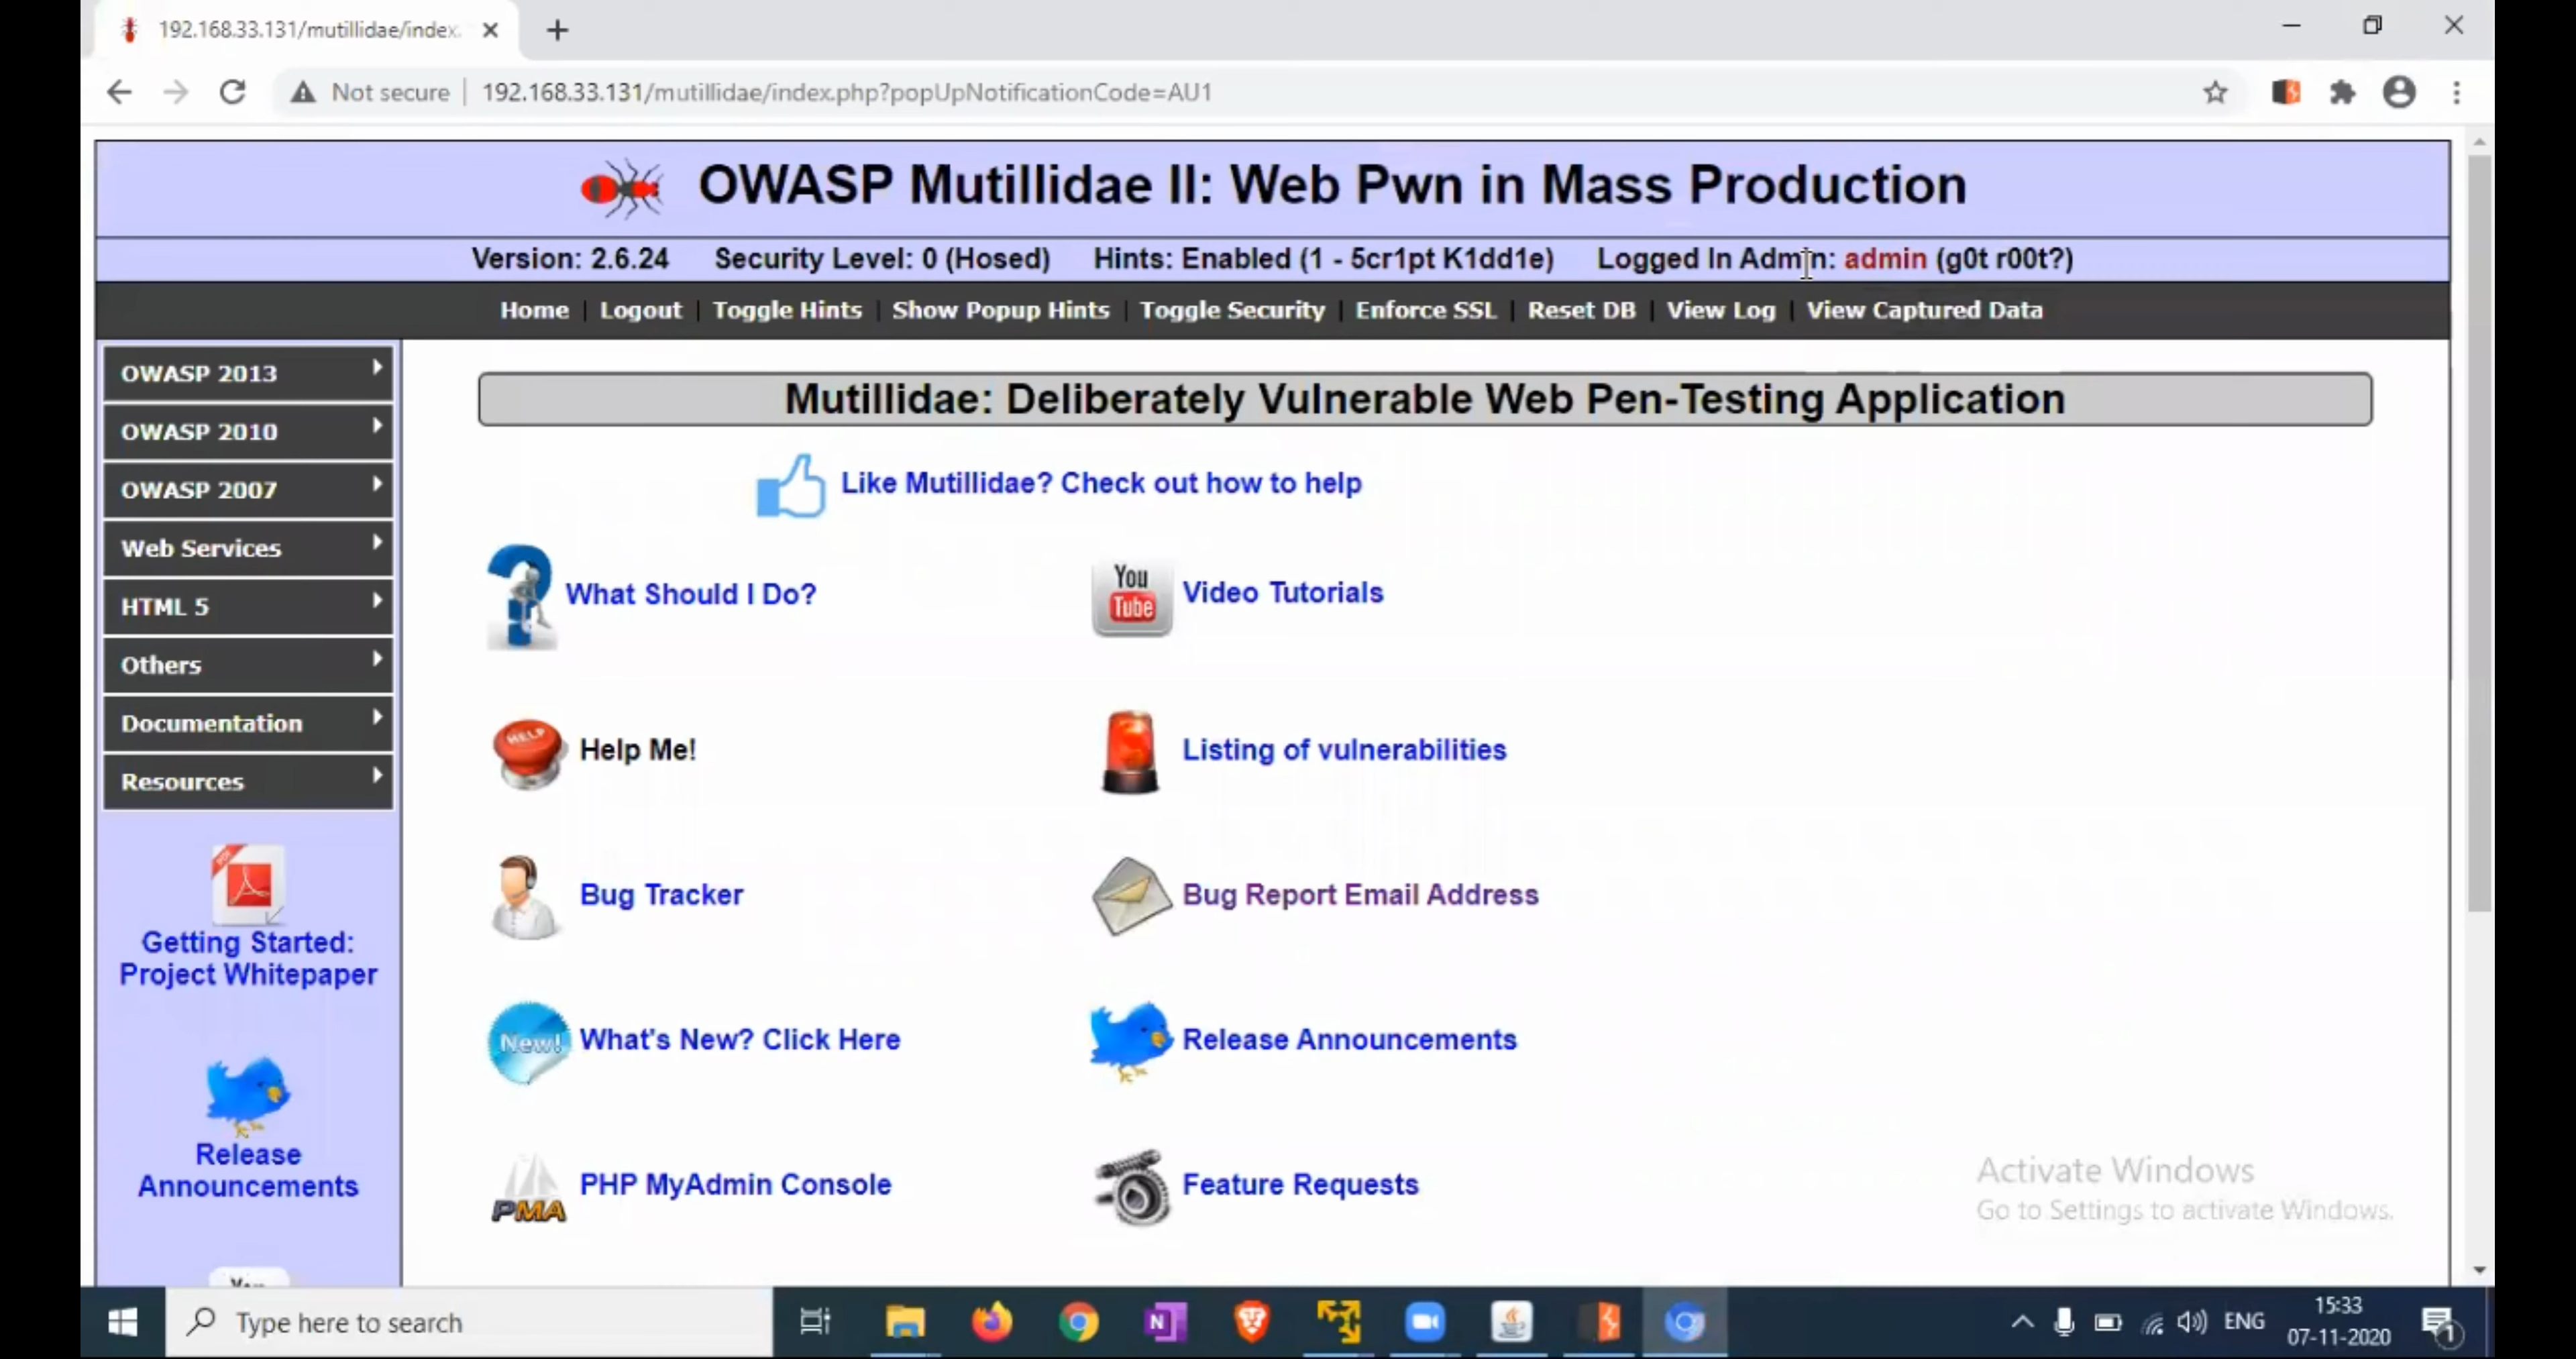 192.168.33.131/mutillidae/index.
Not secure | 192.168.33.131/mutillidae/index.php?popUpNotificationCode=AU1
OWASP Mutillidae II: Web Pwn in Mass Production
Version: 2.6.24 Security Level: 0 (Hosed) Hints: Enabled (1 - 5cr1pt K1dd1e) Logged In Admin: admin (g0t r00t?)
Home | Logout | Toggle Hints | Show Popup Hints | Toggle Security | Enforce SSL | Reset DB | View Log | View Captured Data
OWASP 2013
OWASP 2010
OWASP 2007
Web Services
HTML 5
Others
Documentation
Resources
Getting Started:
Project Whitepaper
Release
Announcements
Mutillidae: Deliberately Vulnerable Web Pen-Testing Application
Like Mutillidae? Check out how to help
What Should I Do?
You
Tube
Video Tutorials
HELP
Help Me!
Listing of vulnerabilities
Bug Tracker
Bug Report Email Address
New!
What's New? Click Here
Release Announcements
PMA
PHP MyAdmin Console
Feature Requests
Activate Windows
Go to Settings to activate Windows.
Type here to search
N
ENG
15:33
07-11-2020
1